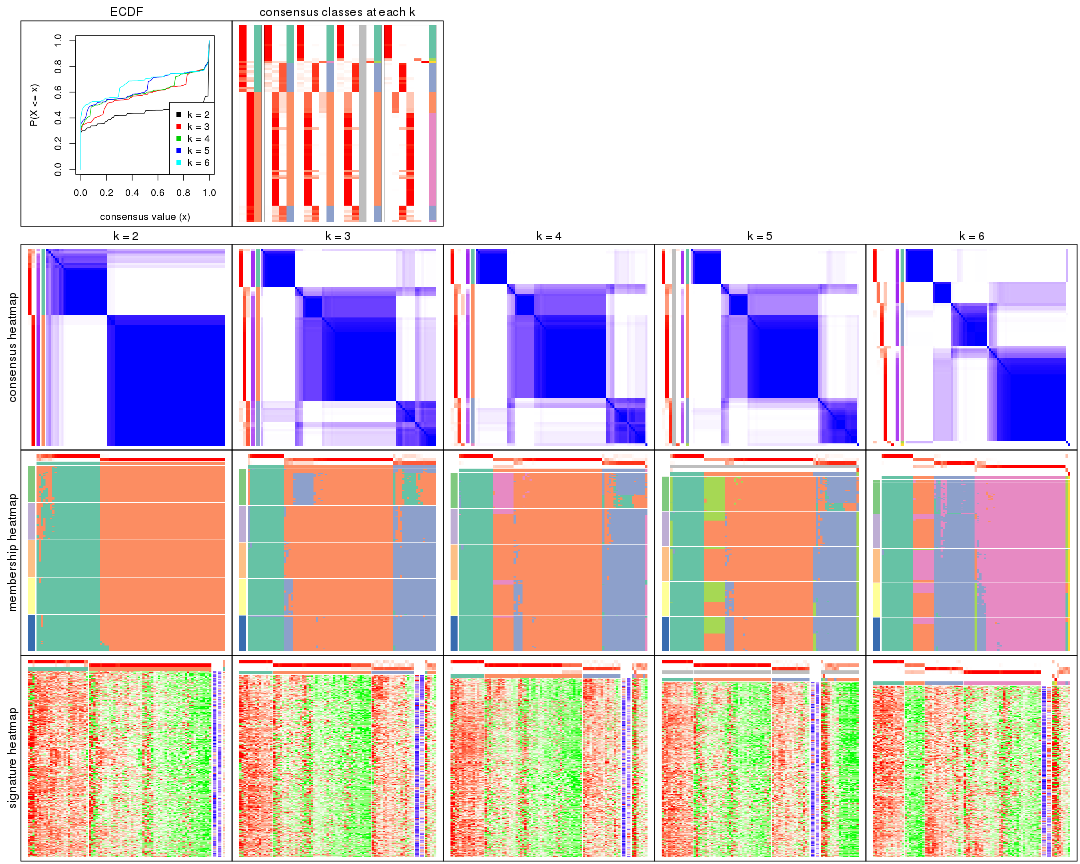 ECDF
consensus classes at each k
P(X <= x)
0.0 0.2 0.4 0.6 0.8 1.0
k = 2
k = 3
k = 4
k = 5
k = 6
0.0 0.2 0.4 0.6 0.8 1.0
consensus value (x)
k = 2 k = 3 k = 4 k = 5 k = 6
consensus heatmap
membership heatmap
signature heatmap